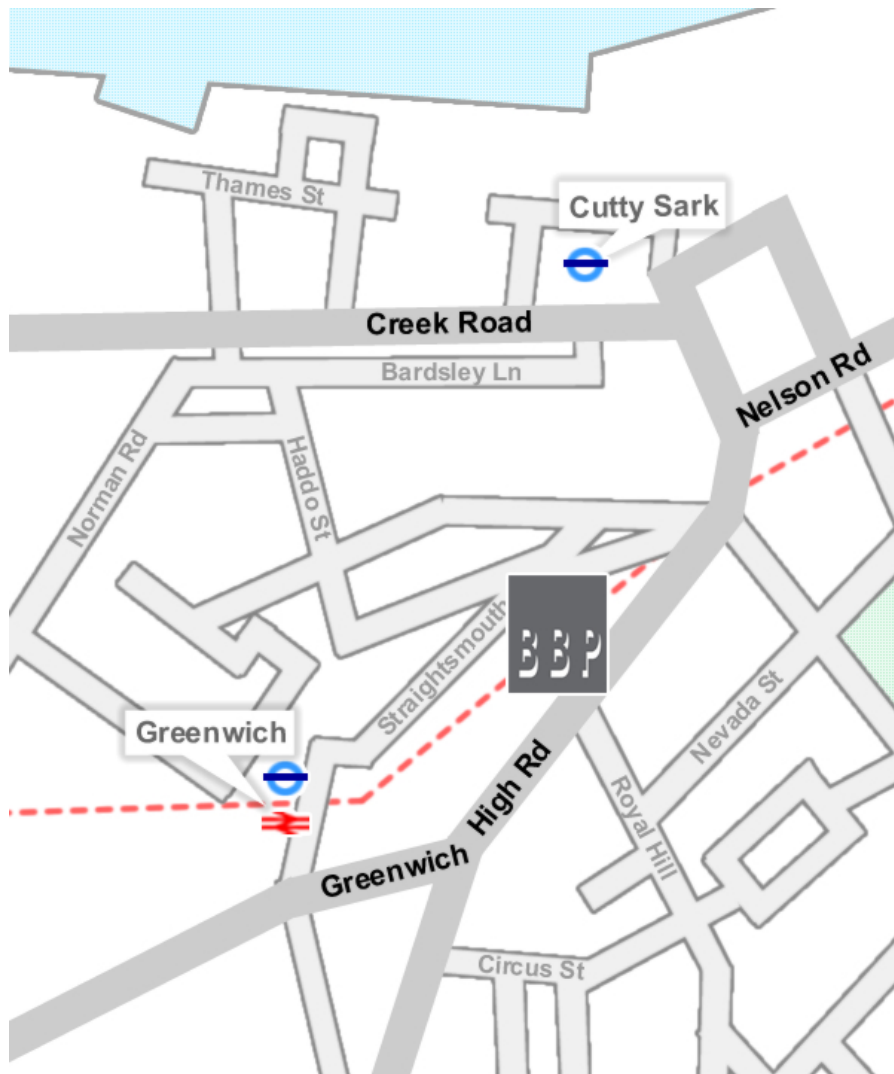 Thames St
Cutty Sark
Creek Road
Nelson Rd
Bardsley Ln
Norman Rd
Haddo St
Straightsmouth
BBP
Nevada St
Greenwich
High Rd
Royal Hill
Greenwich
Circus St